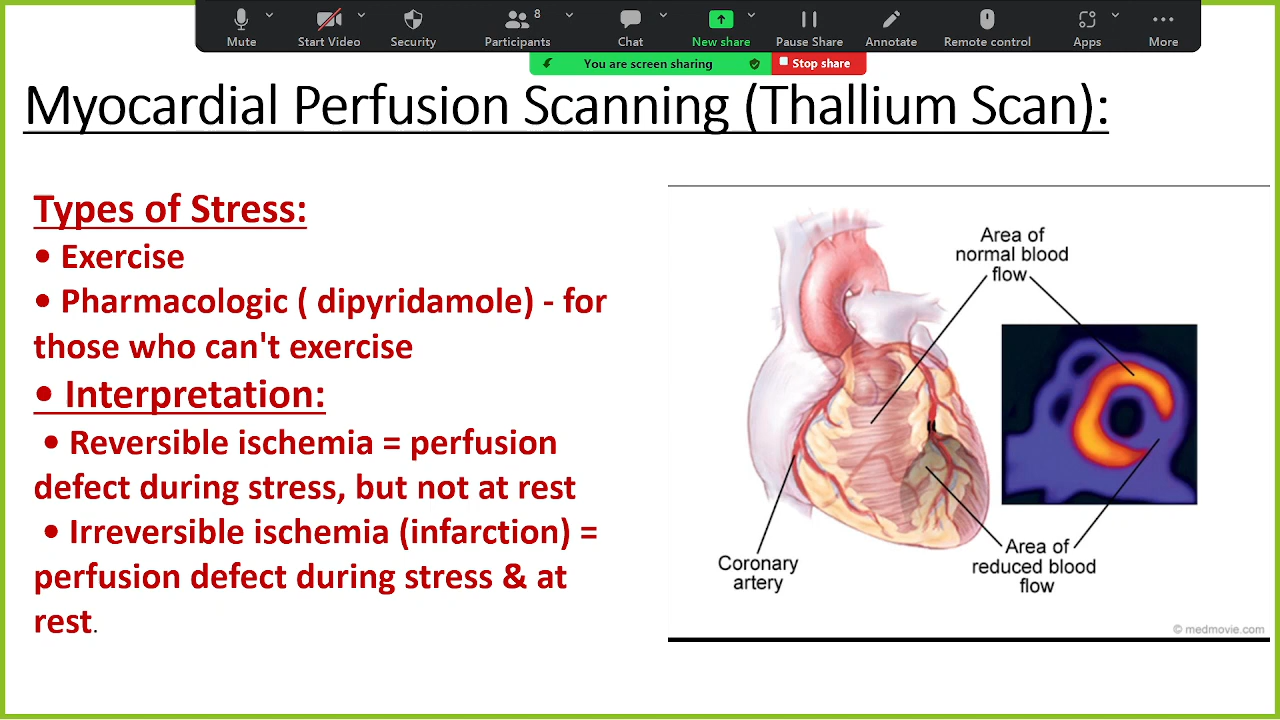 Mute
Start Video
Security
Participants
8
Chat
New share
Pause Share
Annotate
Remote control
Apps
More
You are screen sharing
Stop share
Myocardial Perfusion Scanning (Thallium Scan):
Types of Stress:
• Exercise
• Pharmacologic ( dipyridamole) - for
those who can't exercise
• Interpretation:
• Reversible ischemia = perfusion
defect during stress, but not at rest
• Irreversible ischemia (infarction) =
perfusion defect during stress & at
rest.
Area of
normal blood
flow
Coronary
artery
Area of
reduced blood
flow
© medmovie.com